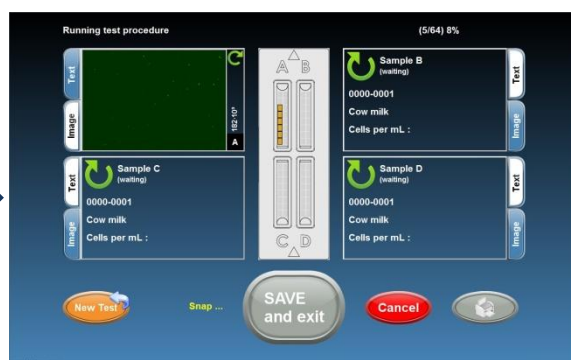 Running test procedure
(5/64) 8%
Text
Image
182·10³
A
A B
Sample B
(waiting)
0000-0001
Cow milk
Cells per mL :
Text
Image
Sample C
(waiting)
0000-0001
Cow milk
Cells per mL :
Text
Image
C D
Sample D
(waiting)
0000-0001
Cow milk
Cells per mL :
Text
Image
New Test
Snap ...
SAVE
and exit
Cancel